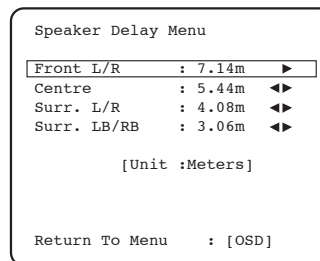 Speaker Delay Menu
Front L/R : 7.14m ►
Centre : 5.44m ◄►
Surr. L/R : 4.08m ◄►
Surr. LB/RB : 3.06m ◄►
[Unit :Meters]
Return To Menu : [OSD]